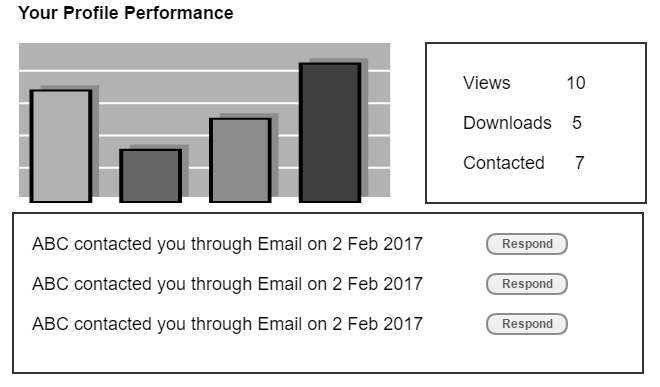 Your Profile Performance
Views 10
Downloads 5
Contacted 7
ABC contacted you through Email on 2 Feb 2017 Respond
ABC contacted you through Email on 2 Feb 2017 Respond
ABC contacted you through Email on 2 Feb 2017 Respond